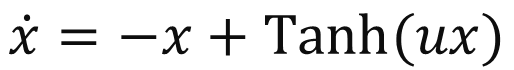 ẋ = −x + Tanh(ux)